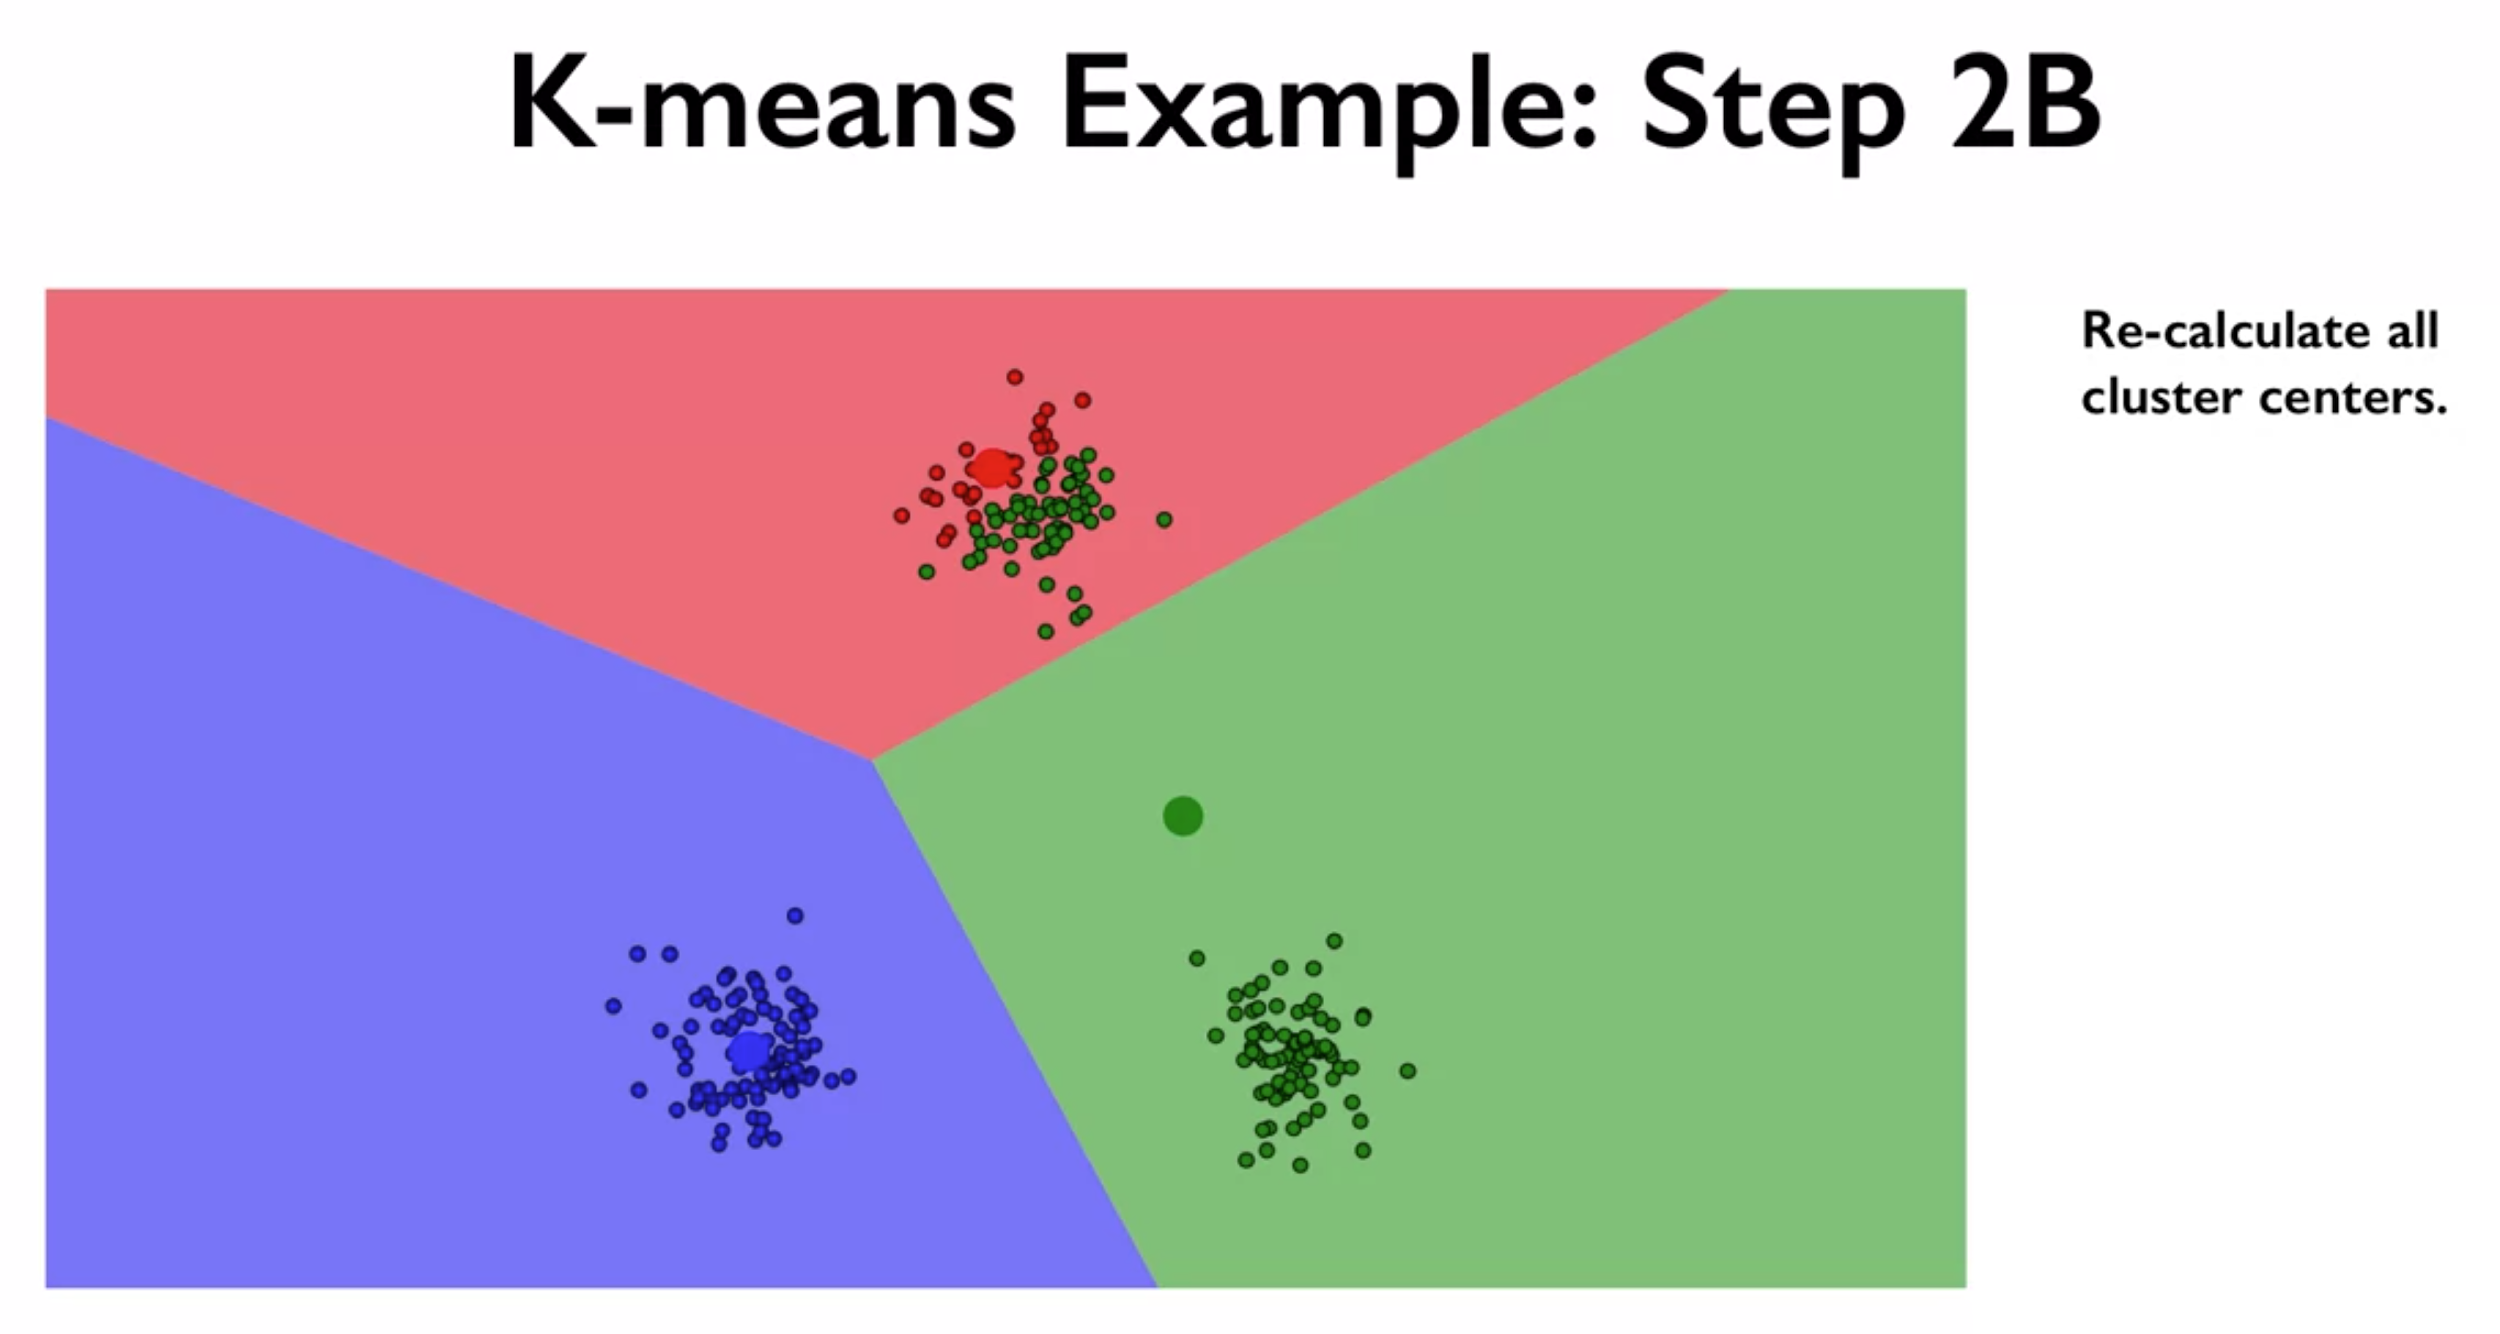 K-means Example: Step 2B
Re-calculate all
cluster centers.